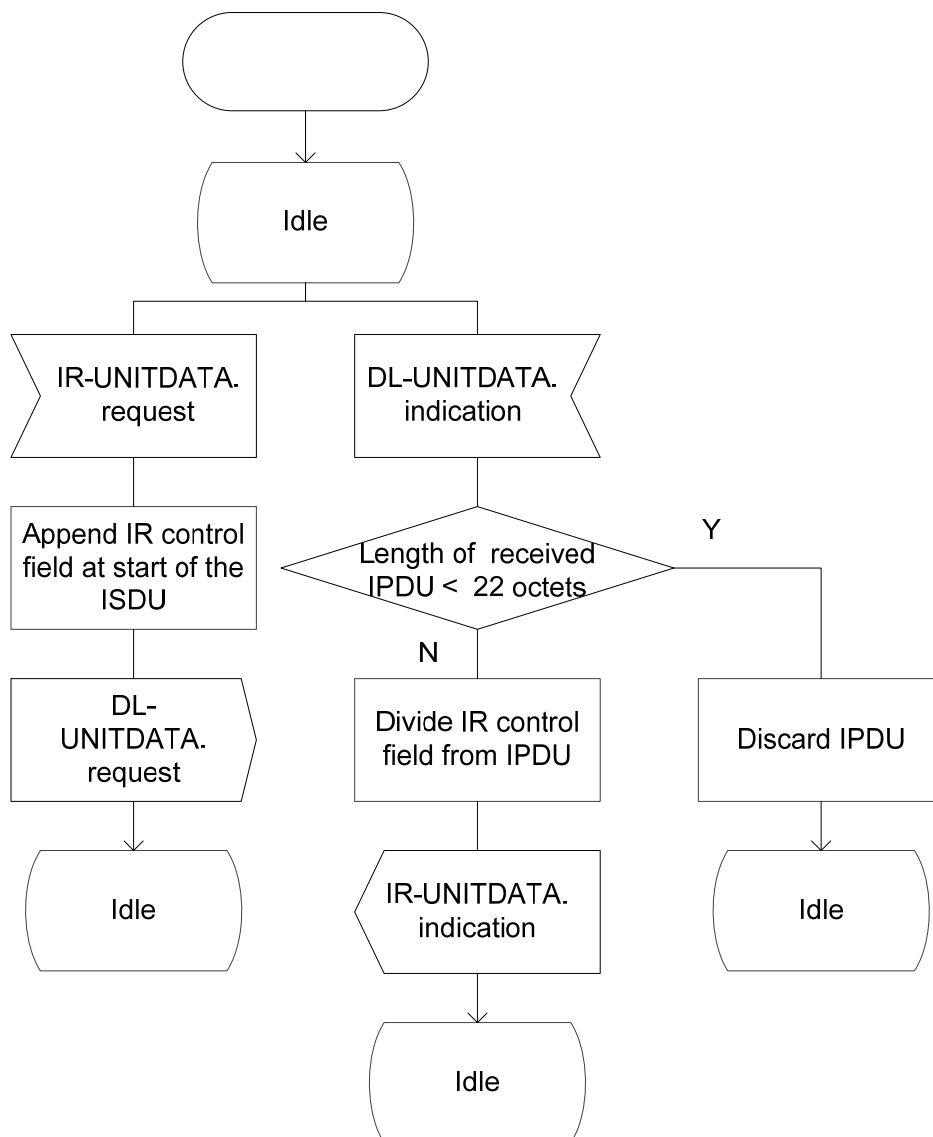 Idle
IR-UNITDATA.
request
DL-UNITDATA.
indication
Append IR control
field at start of the
ISDU
Length of received
IPDU < 22 octets
Y
N
DL-
UNITDATA.
request
Divide IR control
field from IPDU
Discard IPDU
Idle
IR-UNITDATA.
indication
Idle
Idle